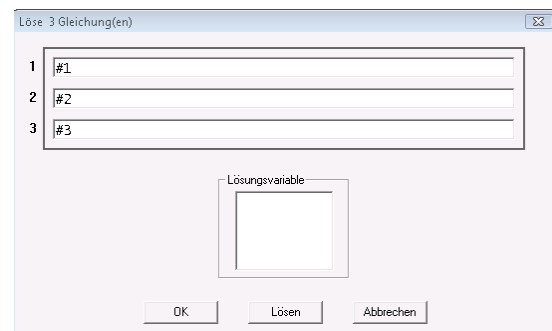 Löse 3 Gleichung(en)
1 #1
2 #2
3 #3
Lösungsvariable
OK Lösen Abbrechen